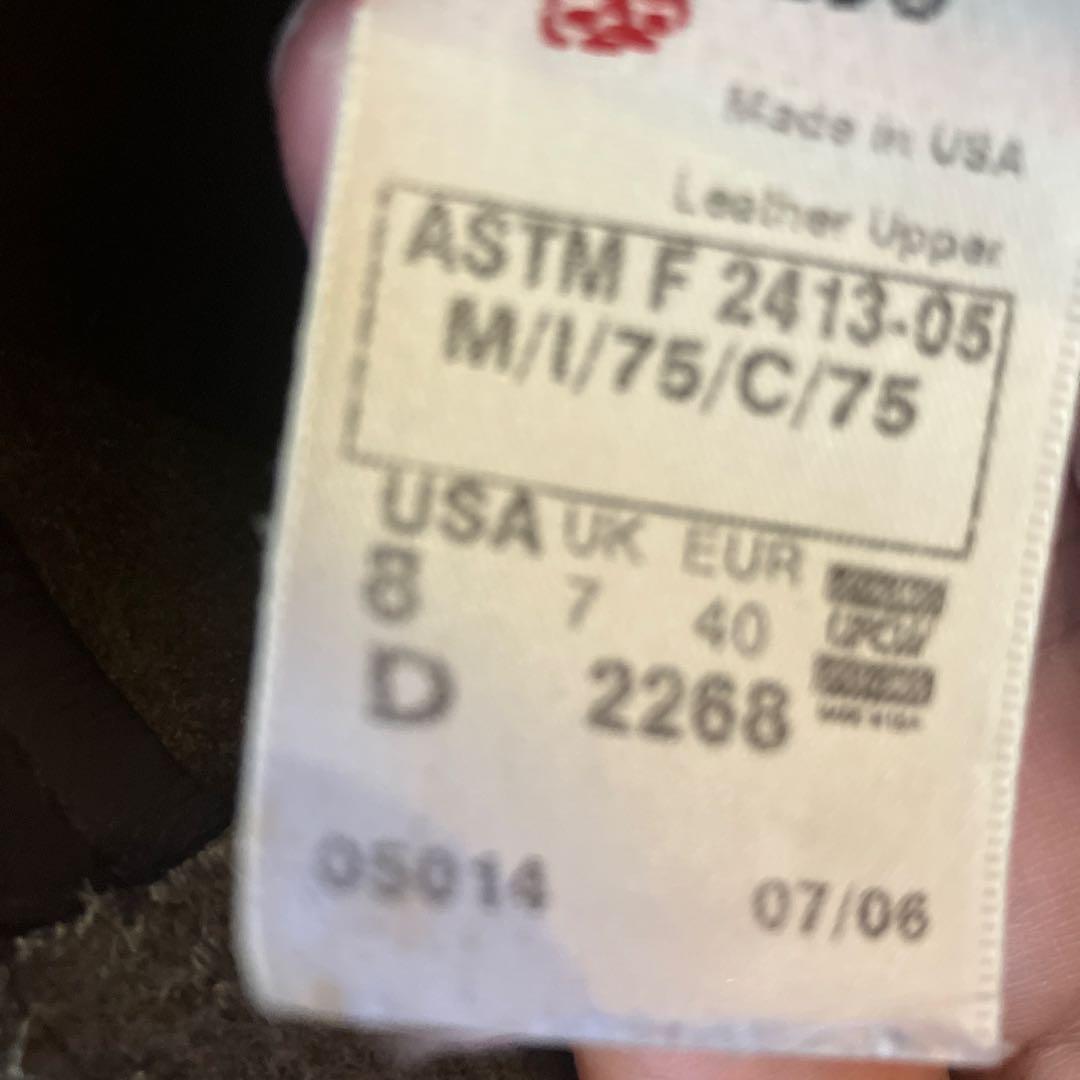 Made in USA
Leather Upper
ASTM F 2413-05
M/I/75/C/75
USA UK EUR
8 7 40
UFCW
D 2268
05014 07/06